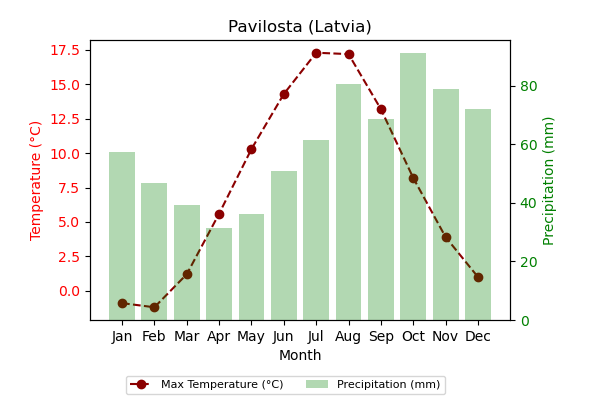 Pavilosta (Latvia)
17.5
15.0
12.5
10.0
7.5
5.0
2.5
0.0
Temperature (°C)
80
60
40
20
0
Precipitation (mm)
Jan Feb Mar Apr May Jun Jul Aug Sep Oct Nov Dec
Month
Max Temperature (°C) Precipitation (mm)